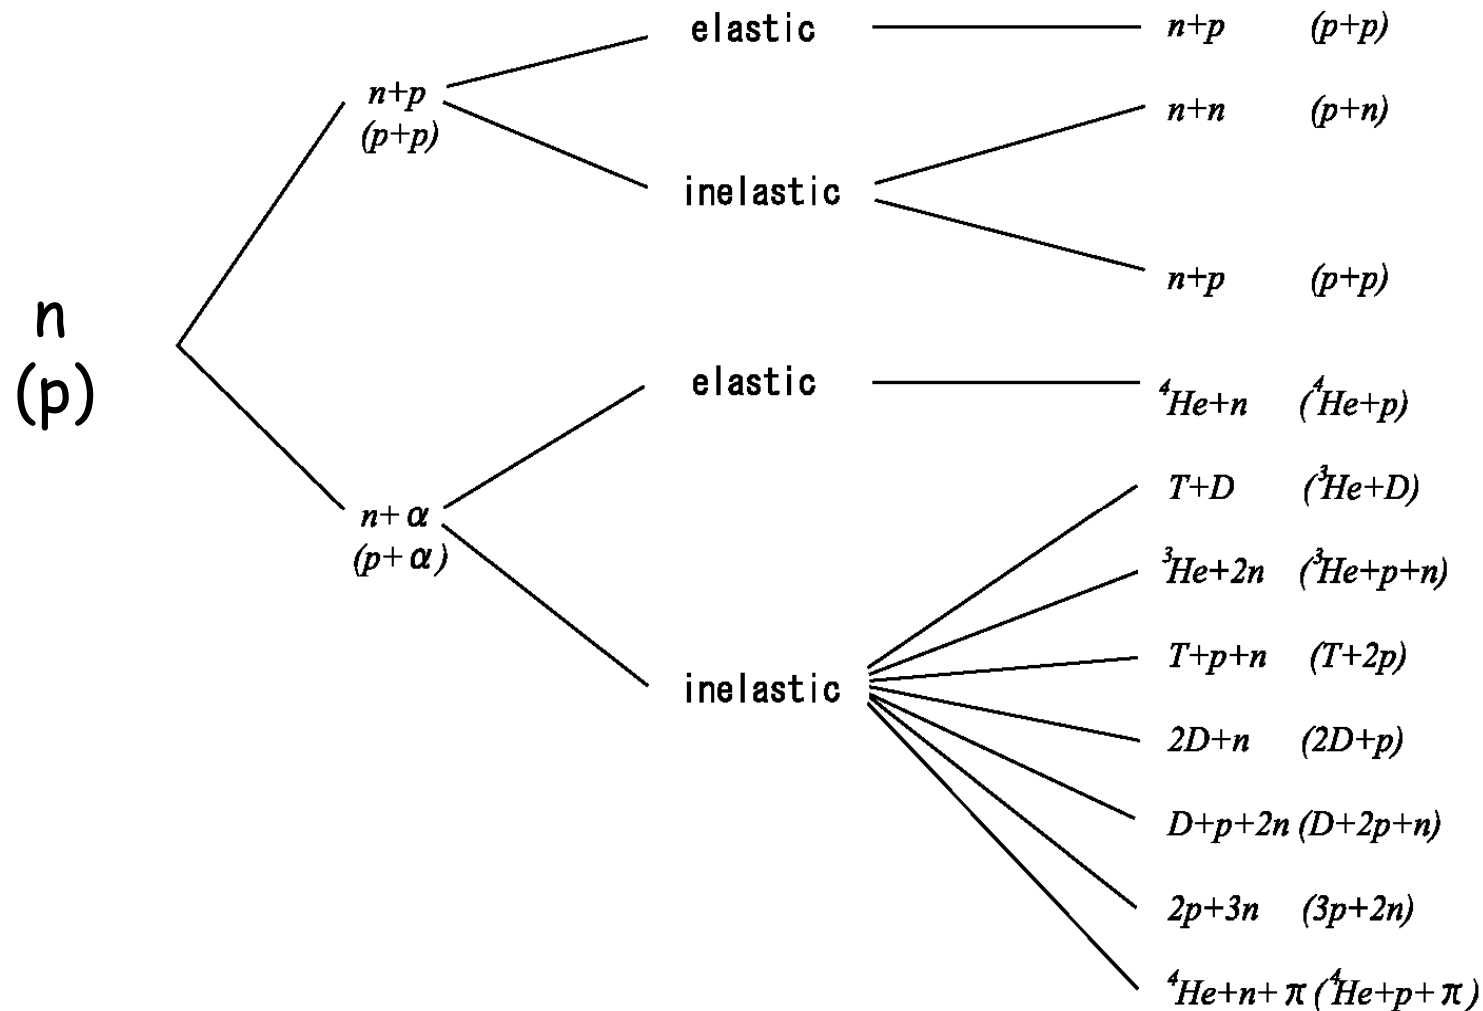 n
(p)
n+p
(p+p)
n+α
(p+α)
elastic
inelastic
elastic
inelastic
n+p (p+p)
n+n (p+n)
n+p (p+p)
⁴He+n (⁴He+p)
T+D (³He+D)
³He+2n (³He+p+n)
T+p+n (T+2p)
2D+n (2D+p)
D+p+2n (D+2p+n)
2p+3n (3p+2n)
⁴He+n+π (⁴He+p+π)